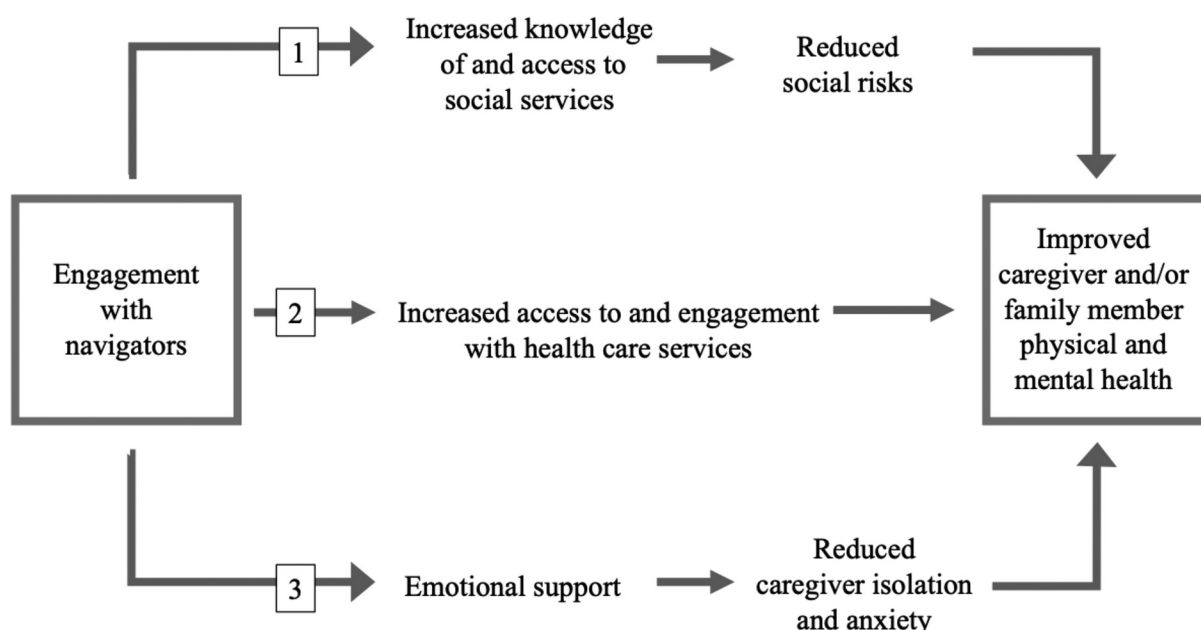 Engagement
with
navigators
1
Increased knowledge
of and access to
social services
Reduced
social risks
2
Increased access to and engagement
with health care services
3
Emotional support
Reduced
caregiver isolation
and anxiety
Improved
caregiver and/or
family member
physical and
mental health